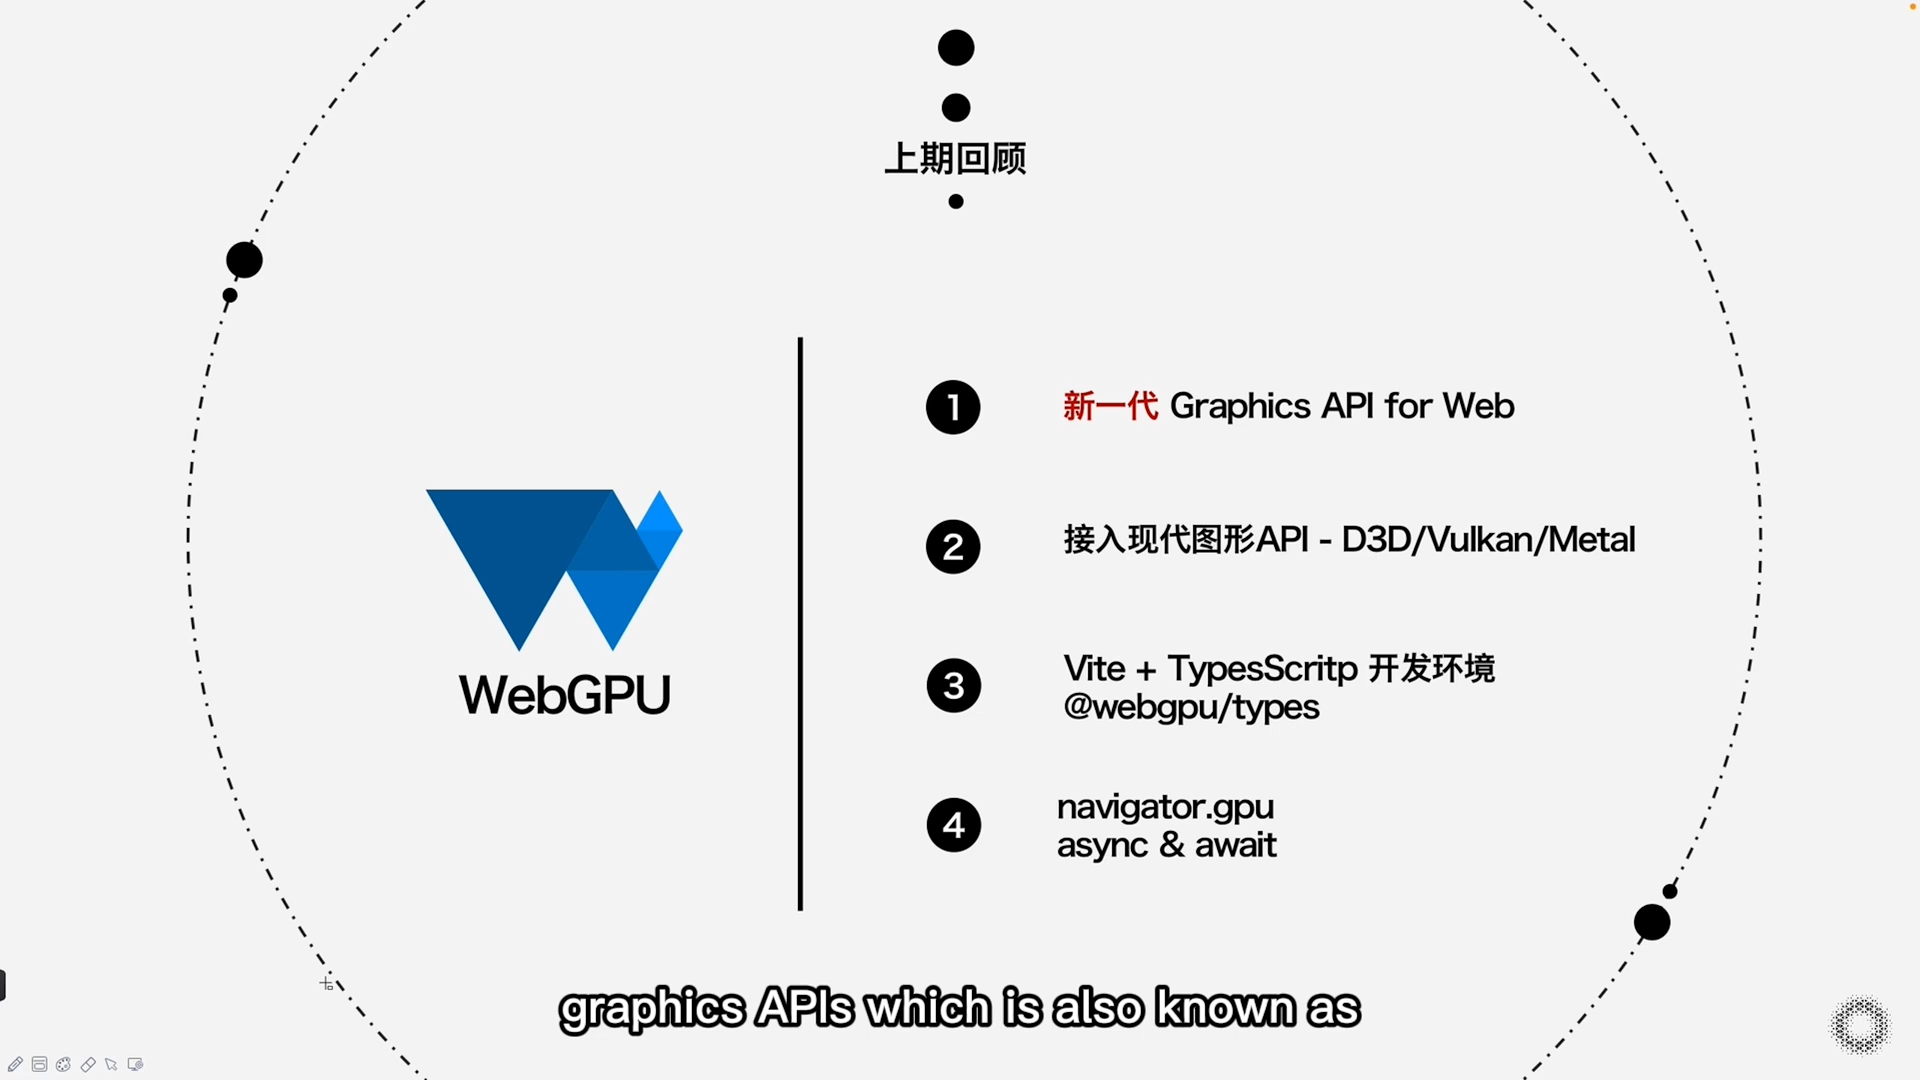 上期回顾
WebGPU
1
新一代 Graphics API for Web
2
接入现代图形API - D3D/Vulkan/Metal
3
Vite + TypesScritp 开发环境
@webgpu/types
4
navigator.gpu
async & await
graphics APIs which is also known as